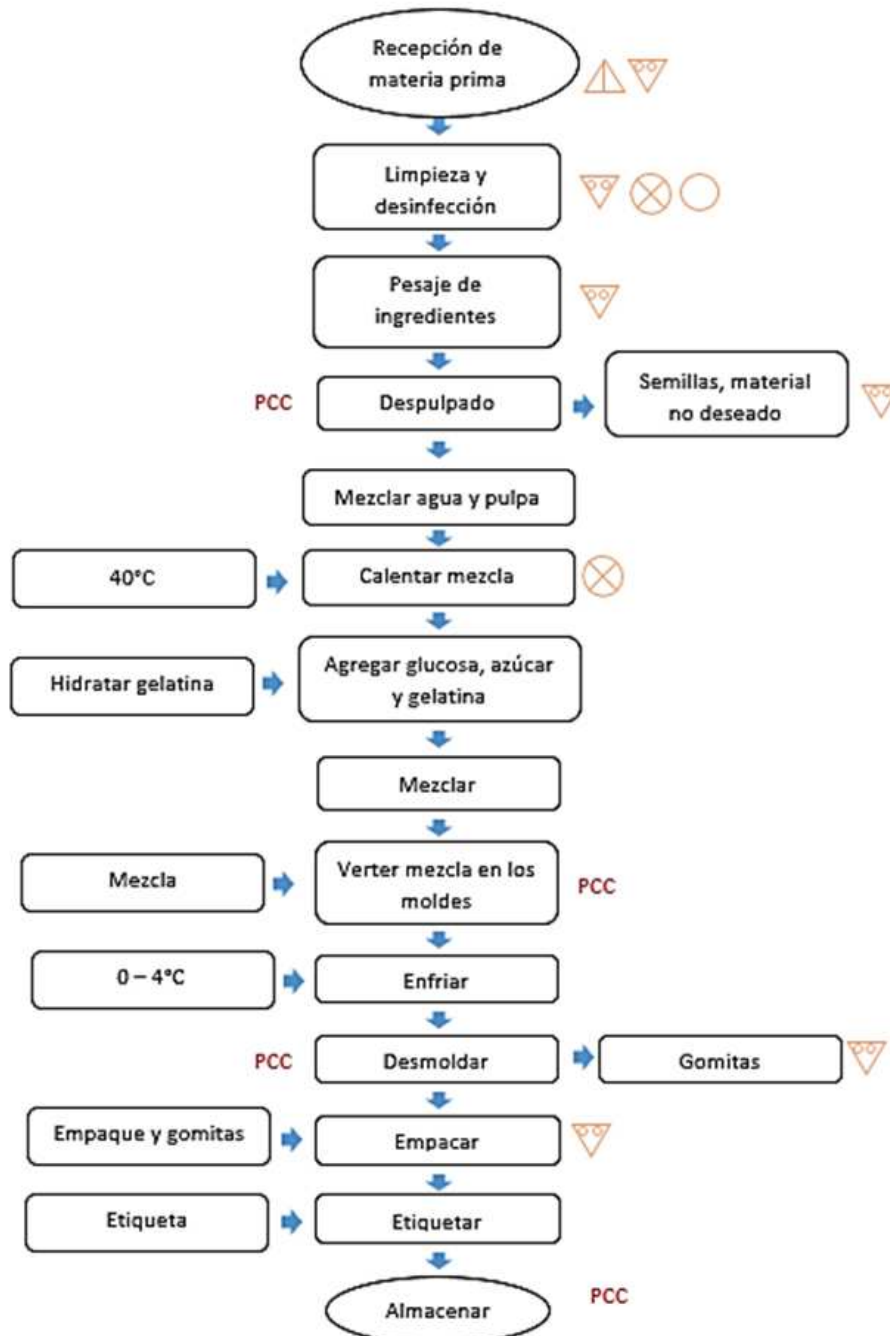 Recepción de
materia prima
Limpieza y
desinfección
Pesaje de
ingredientes
PCC
Despulpado
Semillas, material
no deseado
Mezclar agua y pulpa
40°C
Calentar mezcla
Hidratar gelatina
Agregar glucosa, azúcar
y gelatina
Mezclar
Mezcla
Verter mezcla en los
moldes
PCC
0 – 4°C
Enfriar
PCC
Desmoldar
Gomitas
Empaque y gomitas
Empacar
Etiqueta
Etiquetar
Almacenar
PCC